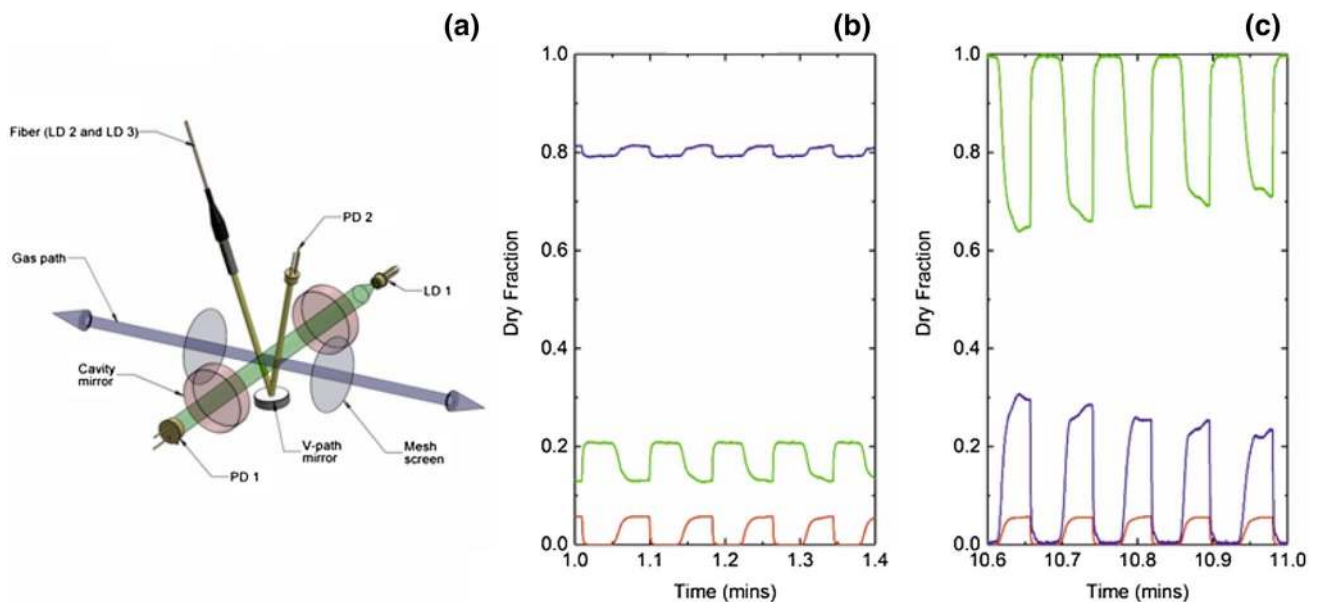 (a)
Fiber (LD 2 and LD 3)
PD 2
Gas path
LD 1
Cavity
mirror
PD 1
V-path
mirror
Mesh
screen
(b)
1.0
0.8
0.6
0.4
0.2
0.0
Dry Fraction
1.0 1.1 1.2 1.3 1.4
Time (mins)
(c)
1.0
0.8
0.6
0.4
0.2
0.0
Dry Fraction
10.6 10.7 10.8 10.9 11.0
Time (mins)